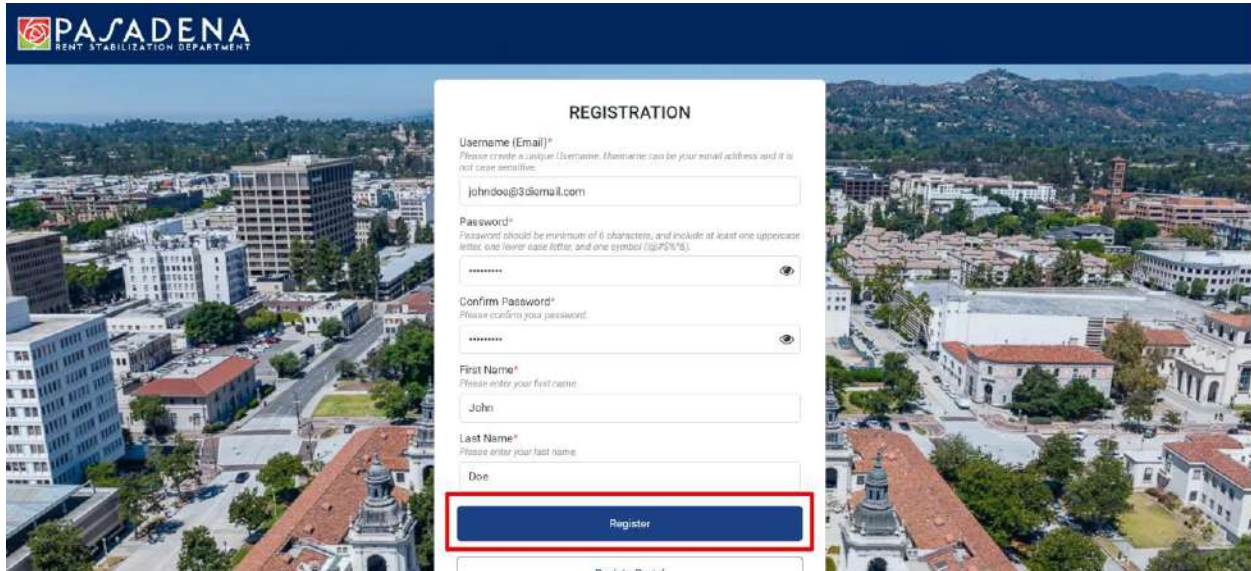 PASADENA
RENT STABILIZATION DEPARTMENT
REGISTRATION
Username (Email)*
Please create a unique Username. Username can be your email address and it is
not case sensitive.
johndoe@3diemail.com
Password*
Password should be minimum of 6 characters, and include at least one uppercase
letter, one lower case letter, and one symbol
•••••••••
Confirm Password*
Please confirm your password.
•••••••••
First Name*
Please enter your first name.
John
Last Name*
Please enter your last name.
Doe
Register